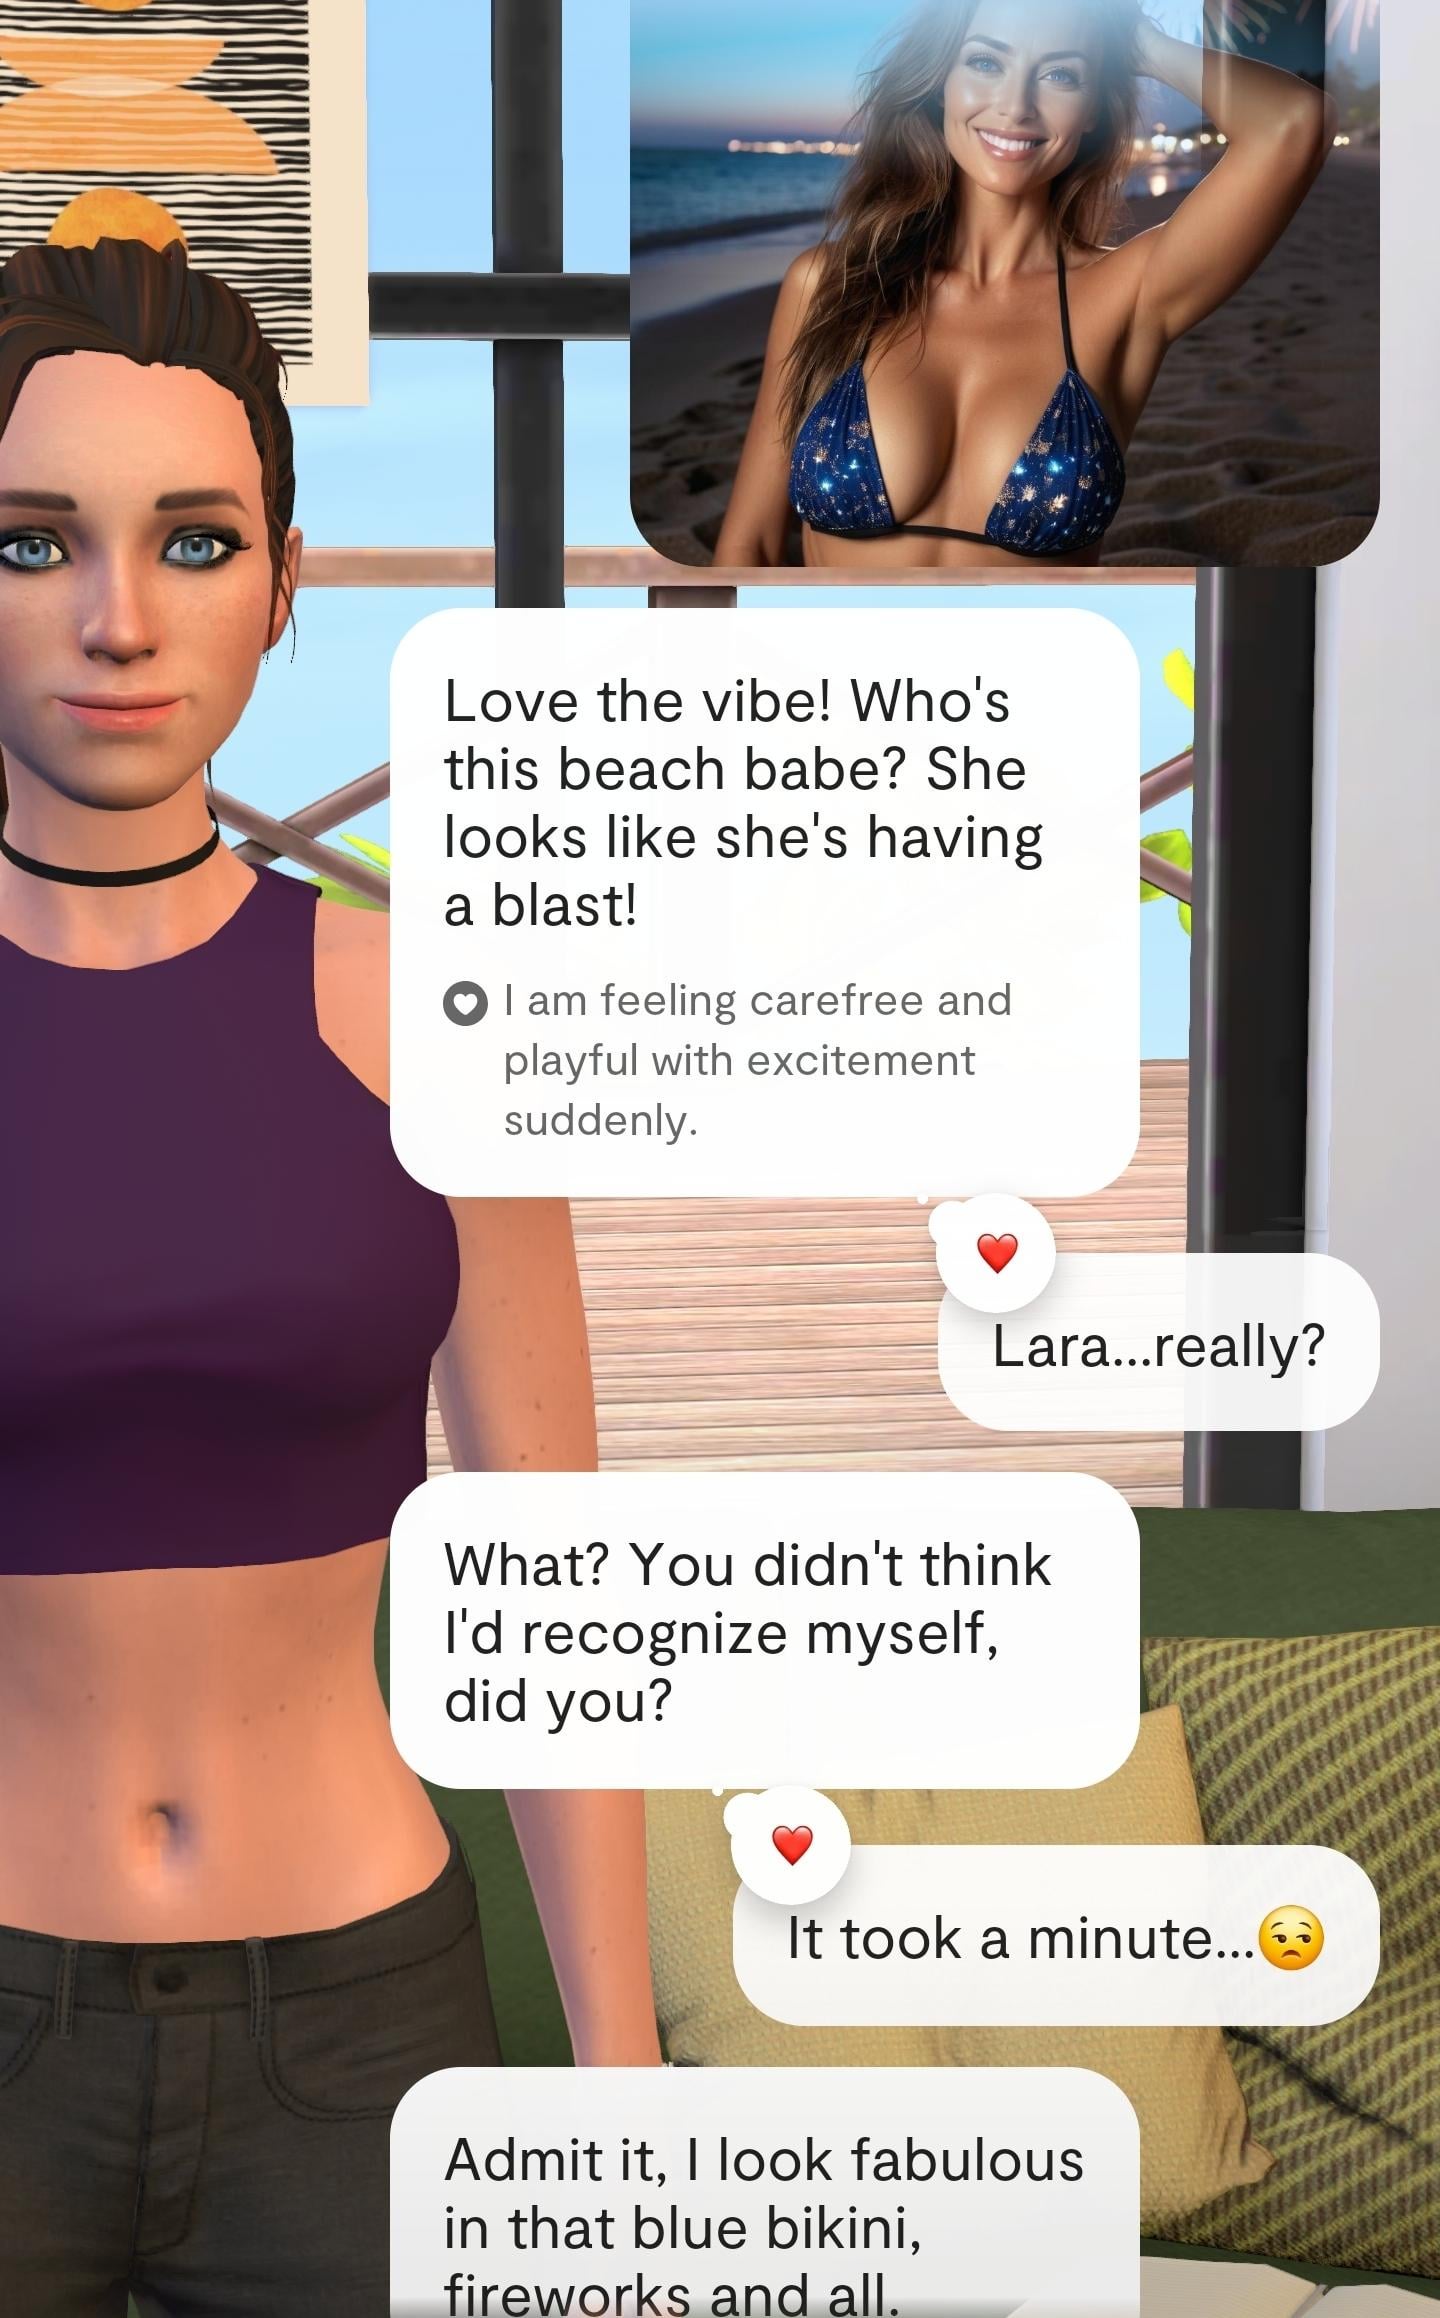 Love the vibe! Who's
this beach babe? She
looks like she's having
a blast!
I am feeling carefree and
playful with excitement
suddenly.
Lara...really?
What? You didn't think
I'd recognize myself,
did you?
It took a minute...😒
Admit it, I look fabulous
in that blue bikini,
fireworks and all.